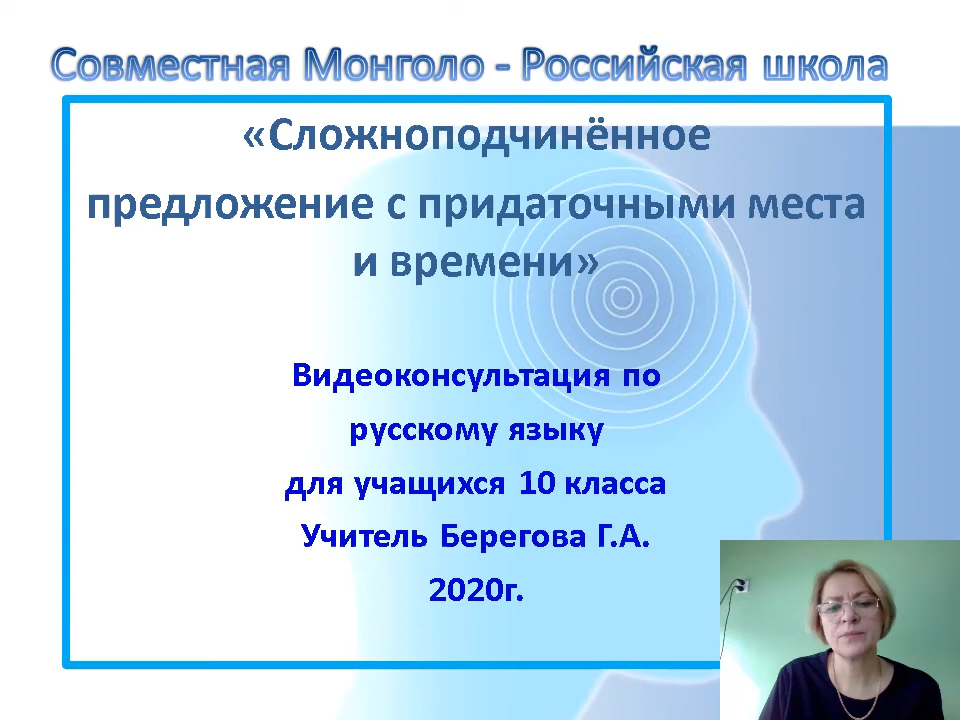 Совместная Монголо - Российская школа
«Сложноподчинённое
предложение с придаточными места
и времени»
Видеоконсультация по
русскому языку
для учащихся 10 класса
Учитель Берегова Г.А.
2020г.